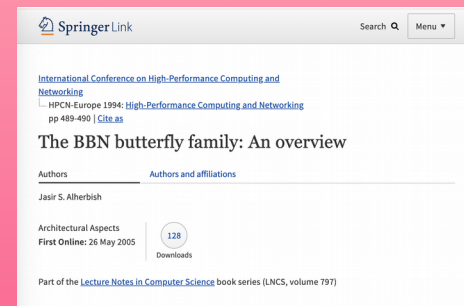 Springer Link
Search
Menu ▼
International Conference on High-Performance Computing and
Networking
HPCN-Europe 1994: High-Performance Computing and Networking
pp 489-490 | Cite as
The BBN butterfly family: An overview
Authors
Authors and affiliations
Jasir S. Alherbish
Architectural Aspects
First Online: 26 May 2005
128
Downloads
Part of the Lecture Notes in Computer Science book series (LNCS, volume 797)